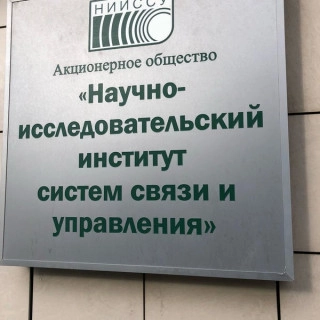 НИИССУ
Акционерное общество
«Научно-
исследовательский
институт
систем связи и
управления»